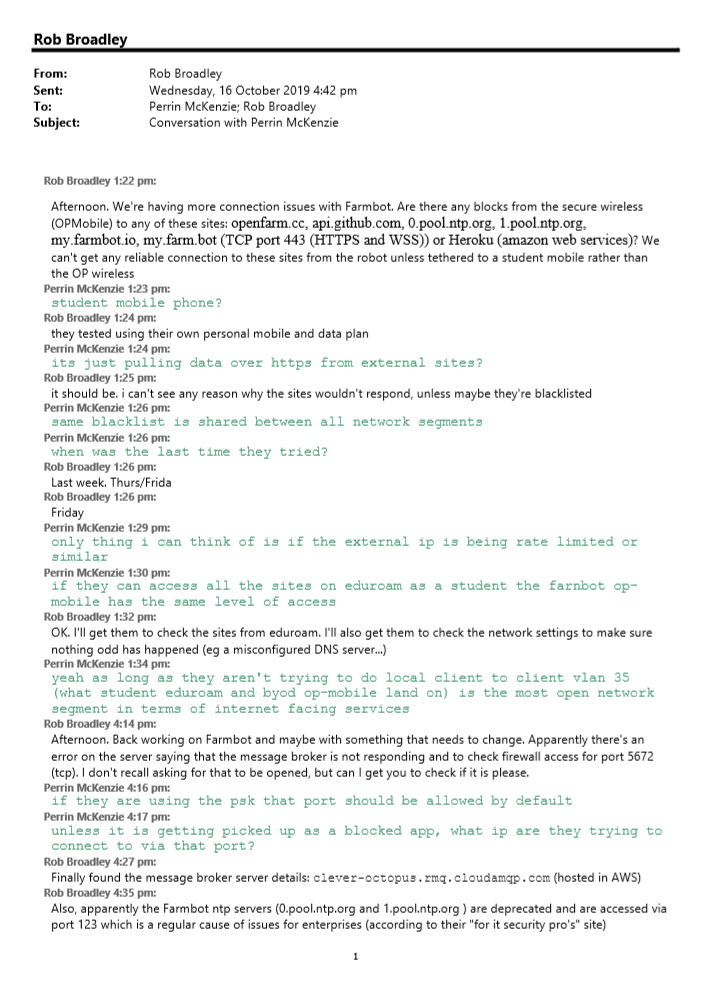 Rob Broadley
From: Rob Broadley
Sent: Wednesday, 16 October 2019 4:42 pm
To: Perrin McKenzie; Rob Broadley
Subject: Conversation with Perrin McKenzie
Rob Broadley 1:22 pm:
Afternoon. We're having more connection issues with Farmbot. Are there any blocks from the secure wireless
(OPMobile) to any of these sites: openfarm.cc, api.github.com, 0.pool.ntp.org, 1.pool.ntp.org,
my.farmbot.io, my.farm.bot (TCP port 443 (HTTPS and WSS)) or Heroku (amazon web services)? We
can't get any reliable connection to these sites from the robot unless tethered to a student mobile rather than
the OP wireless
Perrin McKenzie 1:23 pm:
student mobile phone?
Rob Broadley 1:24 pm:
they tested using their own personal mobile and data plan
Perrin McKenzie 1:24 pm:
its just pulling data over https from external sites?
Rob Broadley 1:25 pm:
it should be. i can't see any reason why the sites wouldn't respond, unless maybe they're blacklisted
Perrin McKenzie 1:26 pm:
same blacklist is shared between all network segments
Perrin McKenzie 1:26 pm:
when was the last time they tried?
Rob Broadley 1:26 pm:
Last week. Thurs/Frida
Rob Broadley 1:26 pm:
Friday
Perrin McKenzie 1:29 pm:
only thing i can think of is if the external ip is being rate limited or
similar
Perrin McKenzie 1:30 pm:
if they can access all the sites on eduroam as a student the farnbot op-
mobile has the same level of access
Rob Broadley 1:32 pm:
OK. I'll get them to check the sites from eduroam. I'll also get them to check the network settings to make sure
nothing odd has happened (eg a misconfigured DNS server...)
Perrin McKenzie 1:34 pm:
yeah as long as they aren't trying to do local client to client vlan 35
(what student eduroam and byod op-mobile land on) is the most open network
segment in terms of internet facing services
Rob Broadley 4:14 pm:
Afternoon. Back working on Farmbot and maybe with something that needs to change. Apparently there's an
error on the server saying that the message broker is not responding and to check firewall access for port 5672
(tcp). I don't recall asking for that to be opened, but can I get you to check if it is please.
Perrin McKenzie 4:16 pm:
if they are using the psk that port should be allowed by default
Perrin McKenzie 4:17 pm:
unless it is getting picked up as a blocked app, what ip are they trying to
connect to via that port?
Rob Broadley 4:27 pm:
Finally found the message broker server details: clever-octopus.rmq.cloudamqp.com (hosted in AWS)
Rob Broadley 4:35 pm:
Also, apparently the Farmbot ntp servers (0.pool.ntp.org and 1.pool.ntp.org ) are deprecated and are accessed via
port 123 which is a regular cause of issues for enterprises (according to their "for it security pro's" site)
1